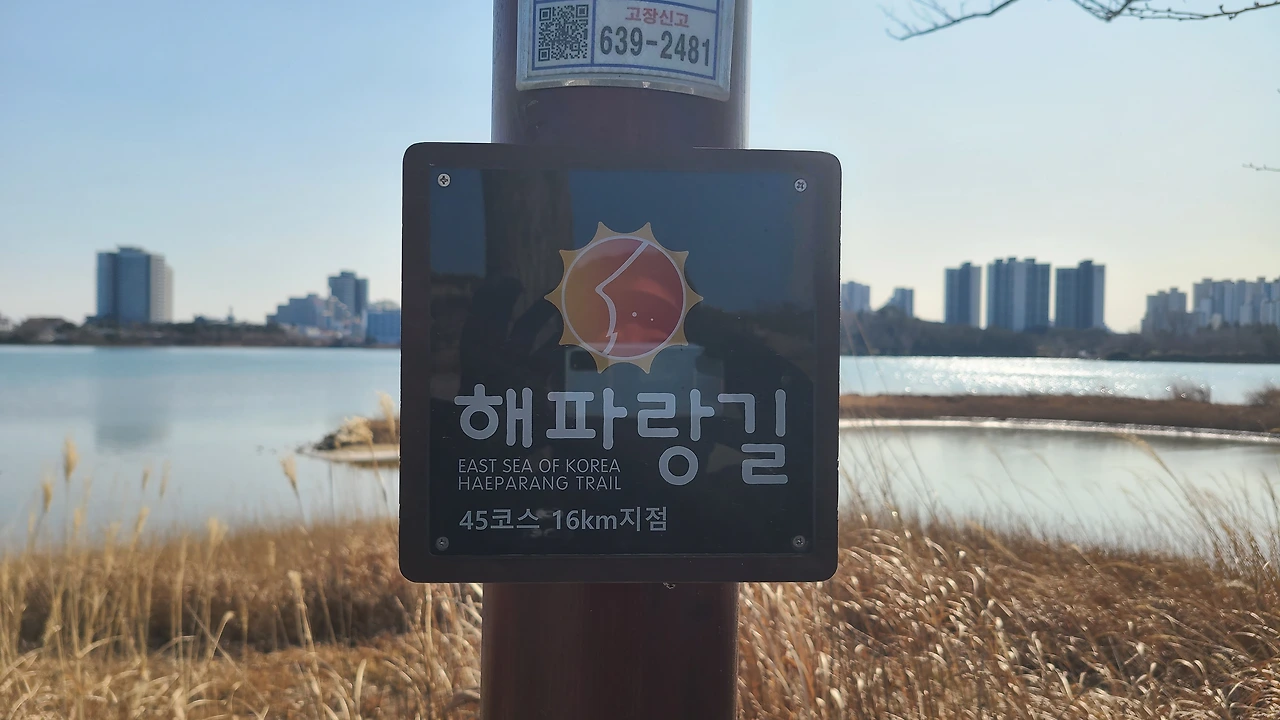 고장신고
639-2481
해파랑길
EAST SEA OF KOREA
HAEPARANG TRAIL
45코스 16km지점